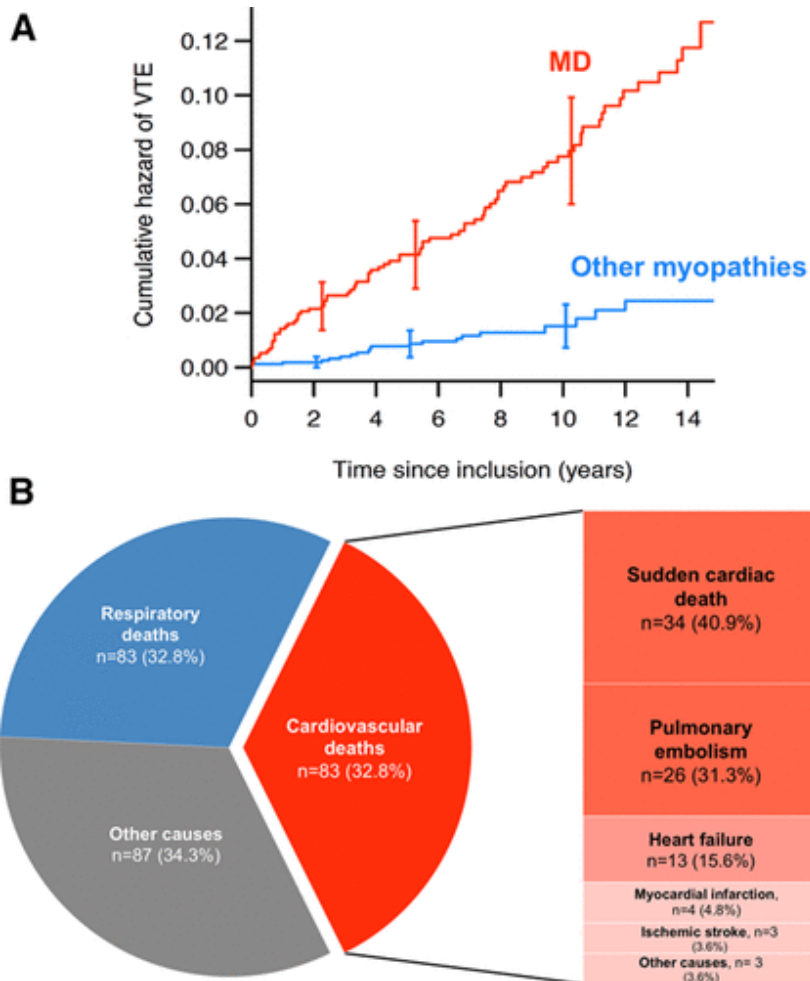 A
Cumulative hazard of VTE
0.12
0.10
0.08
0.06
0.04
0.02
0.00
MD
Other myopathies
0 2 4 6 8 10 12 14
Time since inclusion (years)
B
Respiratory
deaths
n=83 (32.8%)
Cardiovascular
deaths
n=83 (32.8%)
Other causes
n=87 (34.3%)
Sudden cardiac
death
n=34 (40.9%)
Pulmonary
embolism
n=26 (31.3%)
Heart failure
n=13 (15.6%)
Myocardial infarction,
n=4 (4.8%)
Ischemic stroke, n=3
(3.6%)
Other causes, n= 3
(3.6%)